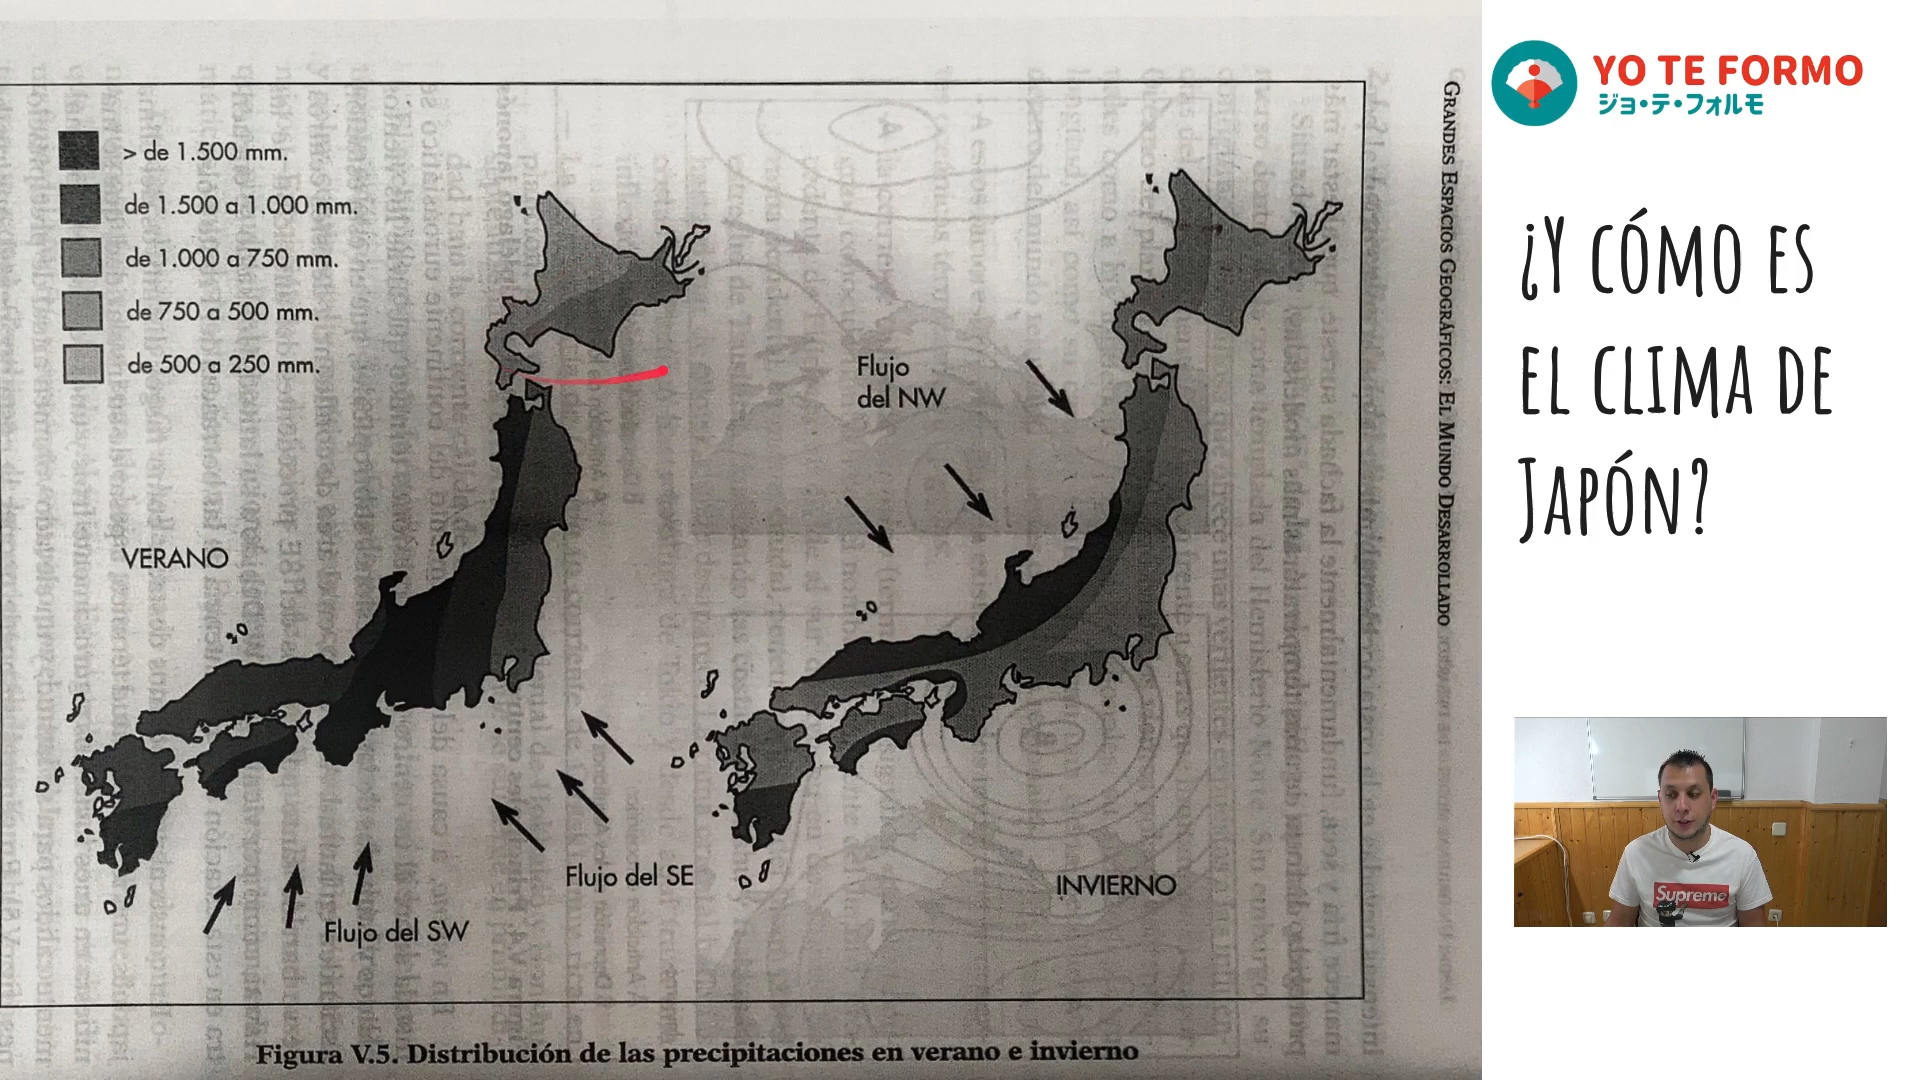 > de 1.500 mm.
de 1.500 a 1.000 mm.
de 1.000 a 750 mm.
de 750 a 500 mm.
de 500 a 250 mm.
VERANO
Flujo
del NW
Flujo del SE
Flujo del SW
INVIERNO
Figura V.5. Distribución de las precipitaciones en verano e invierno
GRANDES ESPACIOS GEOGRÁFICOS: EL MUNDO DESARROLLADO
YO TE FORMO
ジョ・テ・フォルモ
¿Y CÓMO ES
EL CLIMA DE
JAPÓN?
Supreme